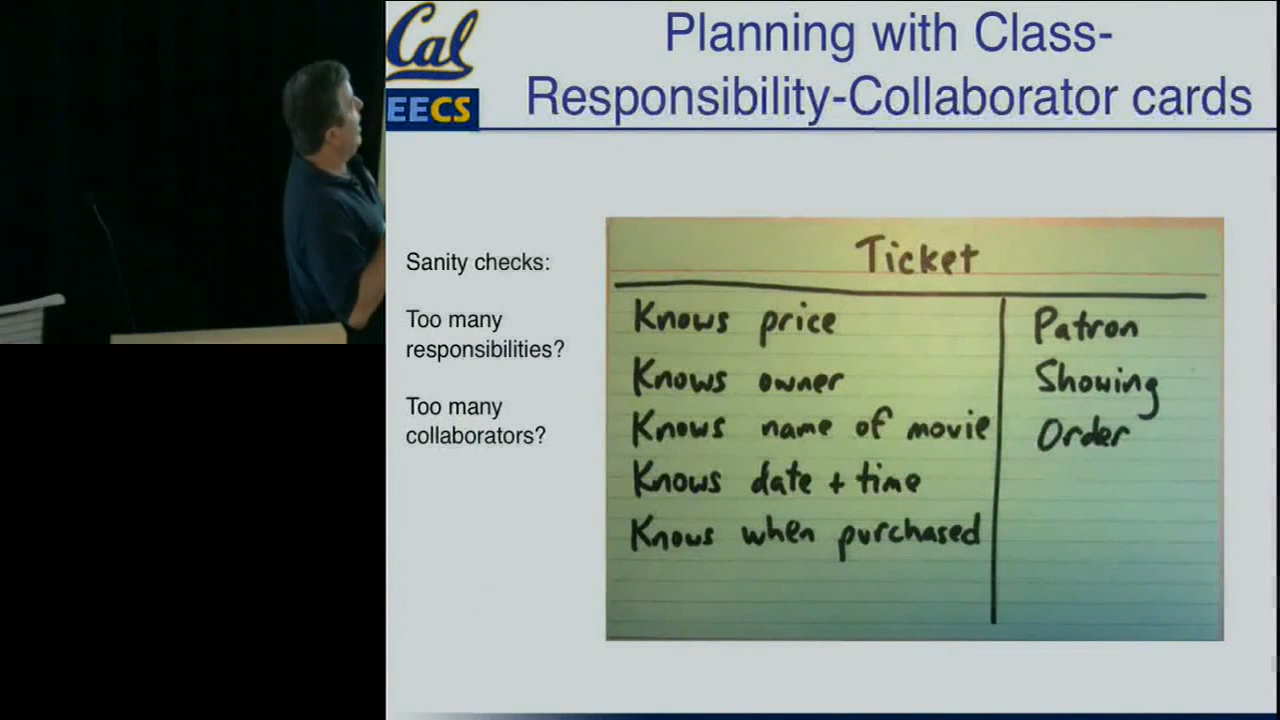 Cal
EECS
Planning with Class-
Responsibility-Collaborator cards
Sanity checks:
Too many
responsibilities?
Too many
collaborators?
Ticket
Knows price
Knows owner
Knows name of movie
Knows date + time
Knows when purchased
Patron
Showing
Order